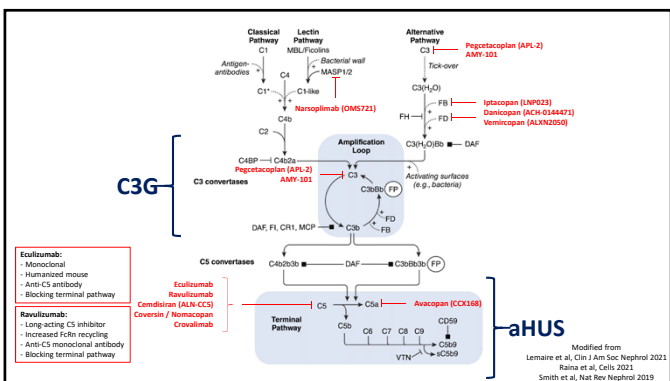 Classical
Pathway
Lectin
Pathway
Alternative
Pathway
C1
MBL/Ficolins
C3
Pegcetacoplan (APL-2)
AMY-101
Antigen-
antibodies
Bacterial wall
MASP1/2
Tick-over
C4
C1*
C1-like
C3(H₂O)
Narsoplimab (OMS721)
FB
Iptacopan (LNP023)
FH
FD
Danicopan (ACH-0144471)
Vemircopan (ALXN2050)
C4b
C2
Amplification
Loop
C3(H₂O)Bb
DAF
C4BP
C4b2a
Pegcetacoplan (APL-2)
AMY-101
C3
Activating surfaces
(e.g., bacteria)
C3G
C3 convertases
C3bBb
FP
DAF, FI, CR1, MCP
C3b
FD
FB
C5 convertases
C4b2b3b
DAF
C3bBb3b
FP
Eculizumab:
- Monoclonal
- Humanized mouse
- Anti-C5 antibody
- Blocking terminal pathway
Ravulizumab:
- Long-acting C5 inhibitor
- Increased FcRn recycling
- Anti-C5 monoclonal antibody
- Blocking terminal pathway
Eculizumab
Ravulizumab
Cemdisiran (ALN-CC5)
Coversin / Nomacopan
Crovalimab
C5
C5a
Avacopan (CCX168)
Terminal
Pathway
C5b
C6
C7
C8
C9
CD59
C5b9
VTN
sC5b9
aHUS
Modified from
Lemaire et al, Clin J Am Soc Nephrol 2021
Raina et al, Cells 2021
Smith et al, Nat Rev Nephrol 2019